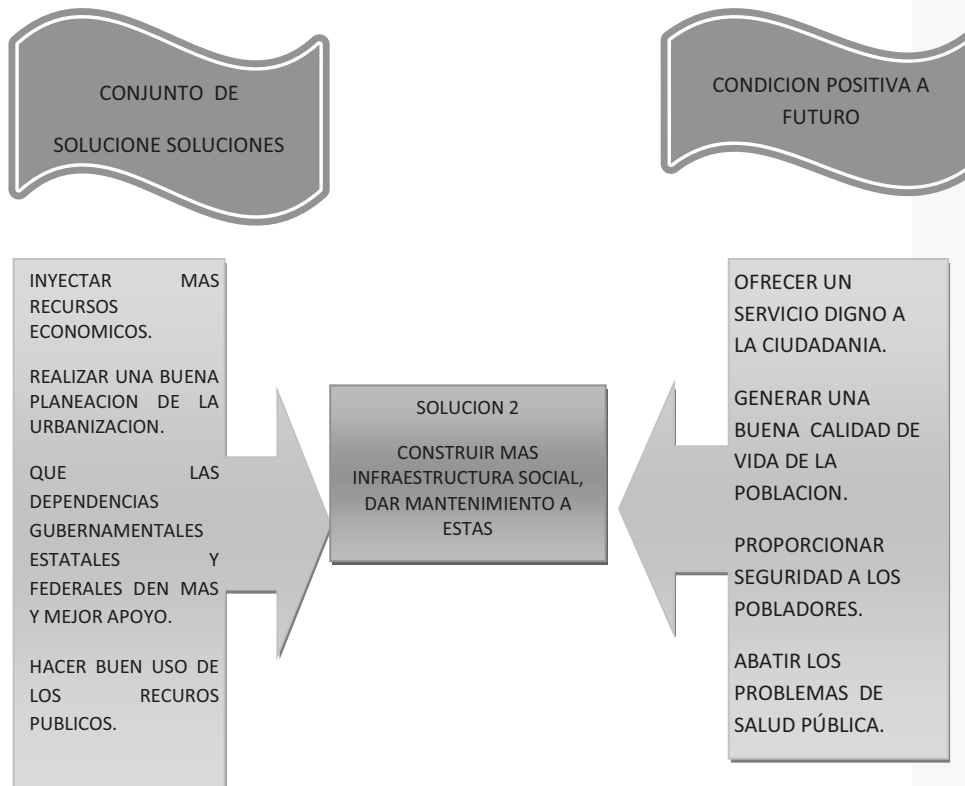 CONJUNTO DE
SOLUCIONE SOLUCIONES
CONDICION POSITIVA A
FUTURO
INYECTAR MAS
RECURSOS
ECONOMICOS.
REALIZAR UNA BUENA
PLANEACION DE LA
URBANIZACION.
QUE LAS
DEPENDENCIAS
GUBERNAMENTALES
ESTATALES Y
FEDERALES DEN MAS
Y MEJOR APOYO.
HACER BUEN USO DE
LOS RECUROS
PUBLICOS.
SOLUCION 2
CONSTRUIR MAS
INFRAESTRUCTURA SOCIAL,
DAR MANTENIMIENTO A
ESTAS
OFRECER UN
SERVICIO DIGNO A
LA CIUDADANIA.
GENERAR UNA
BUENA CALIDAD DE
VIDA DE LA
POBLACION.
PROPORCIONAR
SEGURIDAD A LOS
POBLADORES.
ABATIR LOS
PROBLEMAS DE
SALUD PÚBLICA.